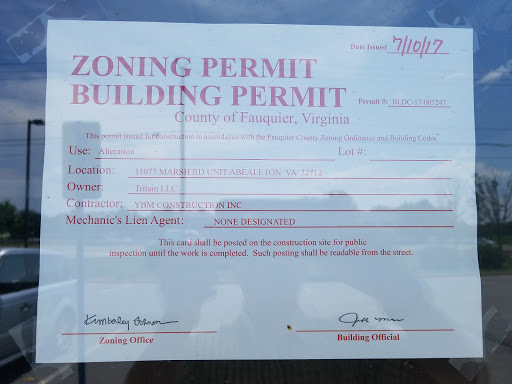 Date Issued 7/10/17
ZONING PERMIT
BUILDING PERMIT
Permit #: BLDC-17-007247
County of Fauquier, Virginia
This permit issued for construction in accordance with the Fauquier County Zoning Ordinance and Building Codes
Use: Alteration Lot #:
Location: 11077 MARSH RD UNIT ABEALETON VA 22712
Owner: Tritain LLC
Contractor: YBM CONSTRUCTION INC
Mechanic's Lien Agent: NONE DESIGNATED
This card shall be posted on the construction site for public
inspection until the work is completed. Such posting shall be readable from the street.
Kimberley Johnson
Zoning Office
Building Official